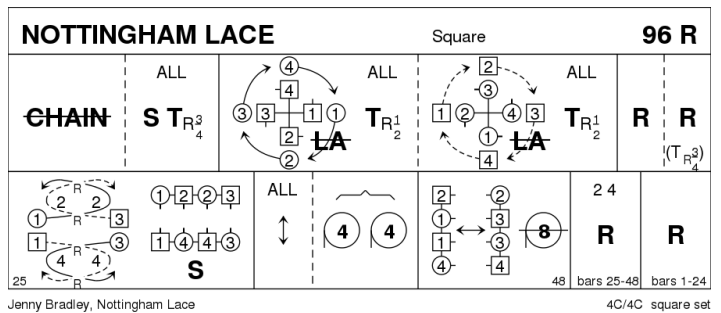 NOTTINGHAM LACE Square 96 R
ALL 4 ALL 2 ALL
4 3
CHAIN S T R 3/4 3 3 1 1 T R 1/2 1 2 4 3 T R 1/2 R R
2 LA 1 LA
2 4 (T R 3/4)
R
2 2 1 2 2 3 ALL 2 2 2 4
R
1 3 1 3
1 3 1 4 4 3 4 4 1 3 8 R R
R
4 4 S 4 4
R
25 48 bars 25-48 bars 1-24
Jenny Bradley, Nottingham Lace 4C/4C square set